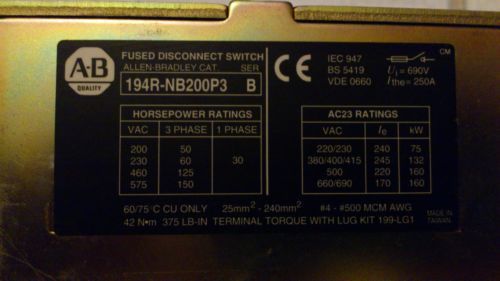 A-B
QUALITY
FUSED DISCONNECT SWITCH
ALLEN-BRADLEY CAT. SER
194R-NB200P3 B
CE
IEC 947
BS 5419
VDE 0660
Ui = 690V
Ithe = 250A
CM
HORSEPOWER RATINGS
VAC 3 PHASE 1 PHASE
200 50
230 60 30
460 125
575 150
AC23 RATINGS
VAC Ie kW
220/230 240 75
380/400/415 245 132
500 220 160
660/690 170 160
60/75°C CU ONLY 25mm² - 240mm² #4 - #500 MCM AWG
42 N•m 375 LB-IN TERMINAL TORQUE WITH LUG KIT 199-LG1
MADE IN
TAIWAN